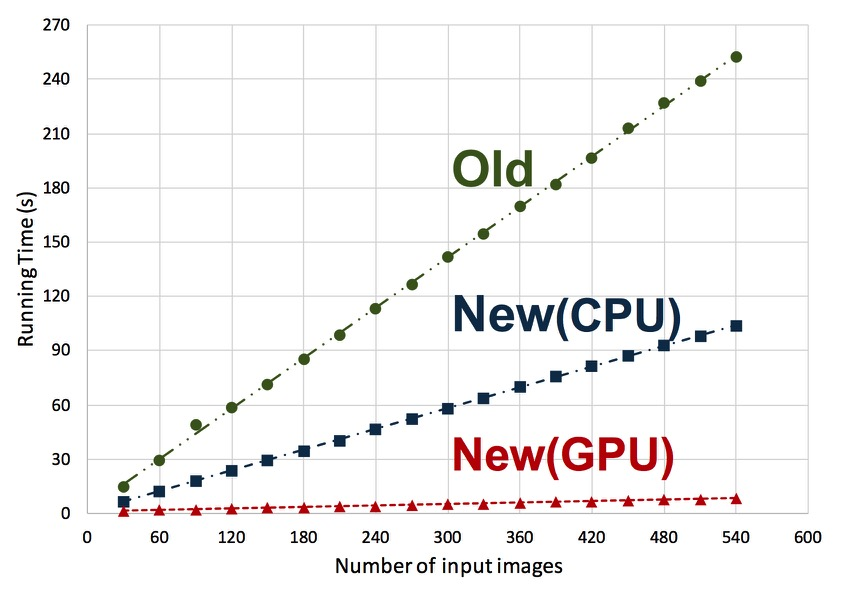 270
240
210
180
150
120
90
60
30
0
Running Time (s)
Old
New(CPU)
New(GPU)
0 60 120 180 240 300 360 420 480 540 600
Number of input images